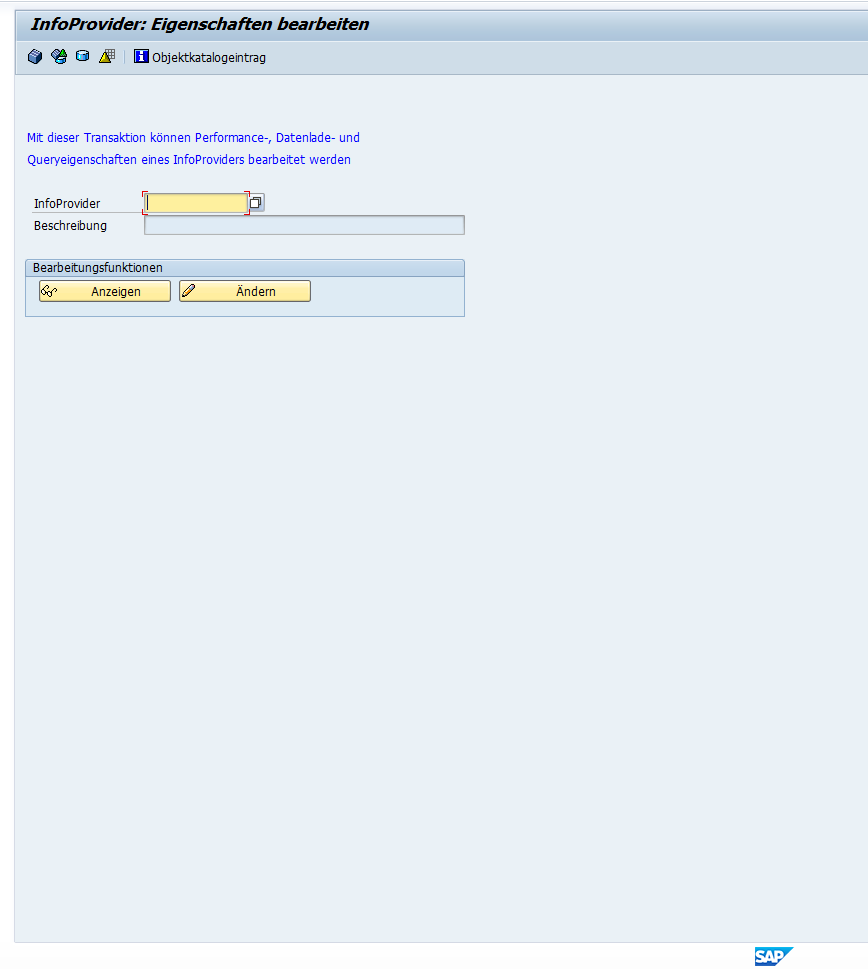 InfoProvider: Eigenschaften bearbeiten
Objektkatalogeintrag
Mit dieser Transaktion können Performance-, Datenlade- und
Queryeigenschaften eines InfoProviders bearbeitet werden
InfoProvider
Beschreibung
Bearbeitungsfunktionen
Anzeigen Ändern
SAP